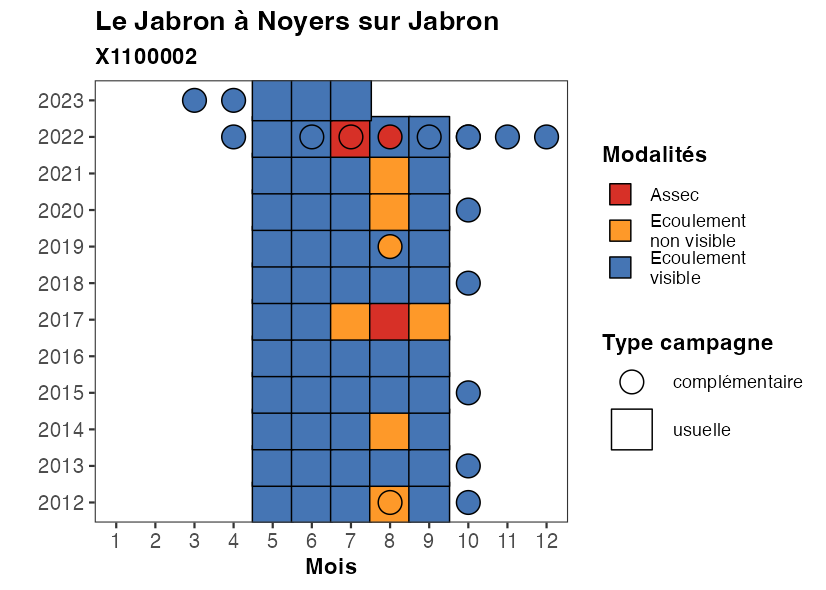 Le Jabron à Noyers sur Jabron
X1100002
2023
2022
2021
2020
2019
2018
2017
2016
2015
2014
2013
2012
1 2 3 4 5 6 7 8 9 10 11 12
Mois
Modalités
Assec
Ecoulement
non visible
Ecoulement
visible
Type campagne
complémentaire
usuelle